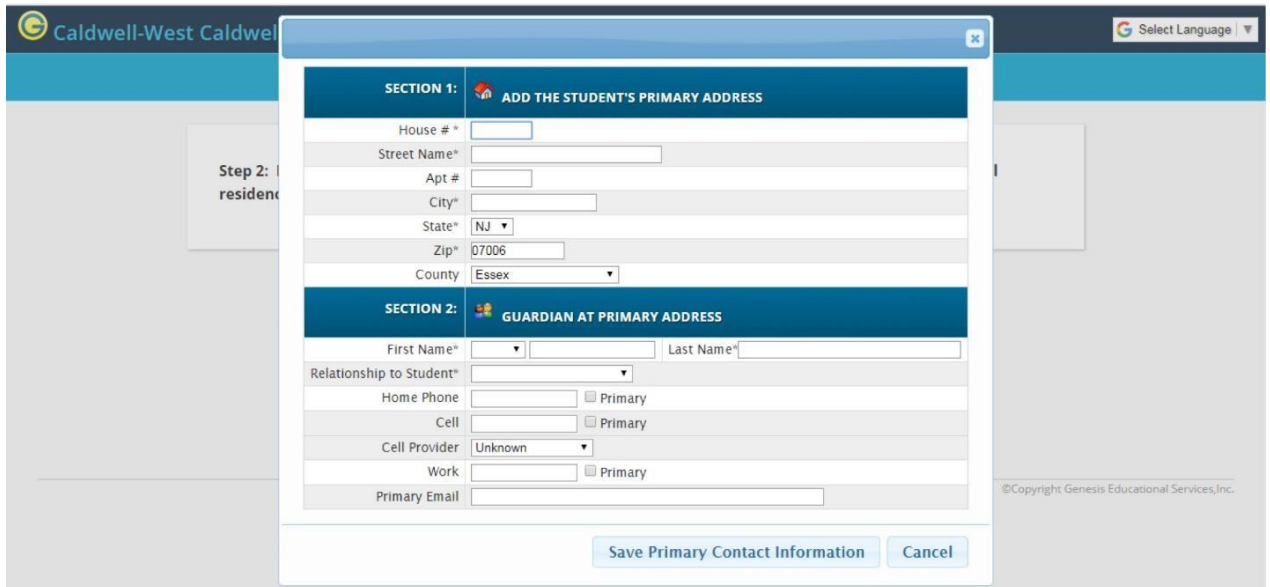 Caldwell-West Caldwel
Select Language
SECTION 1: ADD THE STUDENT'S PRIMARY ADDRESS
House # *
Street Name*
Apt #
City*
State* NJ
Zip* 07006
County Essex
Step 2:
residen
SECTION 2: GUARDIAN AT PRIMARY ADDRESS
First Name* Last Name*
Relationship to Student*
Home Phone Primary
Cell Primary
Cell Provider Unknown
Work Primary
Primary Email
©Copyright Genesis Educational Services,Inc.
Save Primary Contact Information Cancel